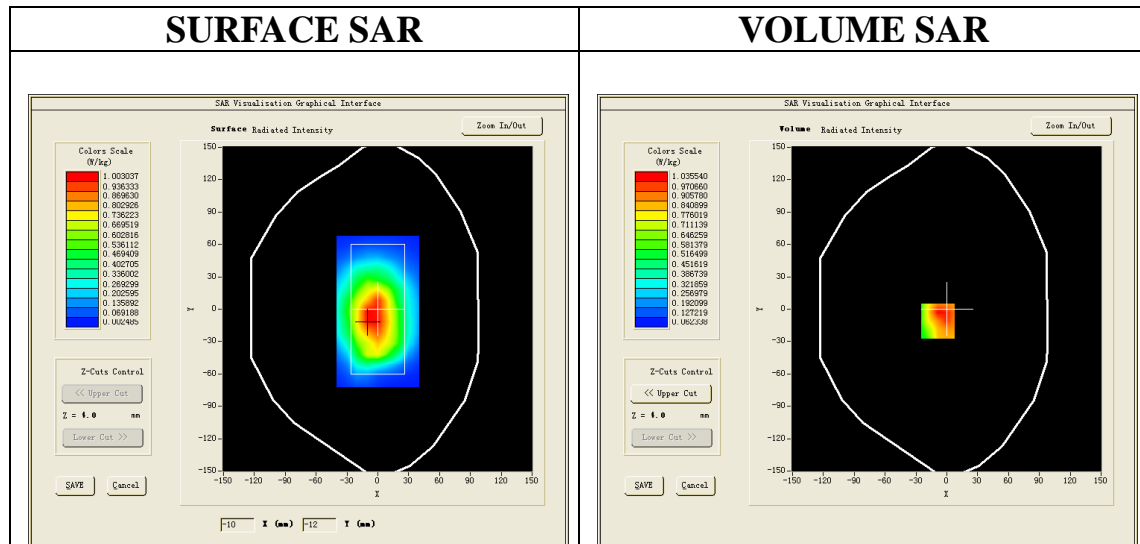 SURFACE SAR
VOLUME SAR
SAR Visualisation Graphical Interface
Surface Radiated Intensity
Zoom In/Out
Colors Scale
(W/kg)
1.003037
0.936333
0.869630
0.802926
0.736223
0.669519
0.602816
0.536112
0.469409
0.402705
0.336002
0.269299
0.202595
0.135892
0.069188
0.002485
Z-Cuts Control
<< Upper Cut
Z = 4.0 mm
Lower Cut >>
SAVE Cancel
150
120
90
60
30
0
-30
-60
-90
-120
-150
Y
-150 -120 -90 -60 -30 0 30 60 90 120 150
X
-10 X (mm) -12 Y (mm)
SAR Visualisation Graphical Interface
Volume Radiated Intensity
Zoom In/Out
Colors Scale
(W/kg)
1.035540
0.970660
0.905780
0.840899
0.776019
0.711139
0.646259
0.581379
0.516499
0.451619
0.386739
0.321859
0.256979
0.192099
0.127219
0.062338
Z-Cuts Control
<< Upper Cut
Z = 4.0 mm
Lower Cut >>
SAVE Cancel
150
120
90
60
30
0
-30
-60
-90
-120
-150
Y
-150 -120 -90 -60 -30 0 30 60 90 120 150
X